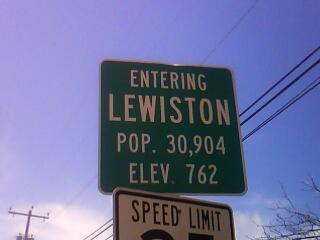 ENTERING
LEWISTON
POP. 30,904
ELEV. 762
SPEED LIMIT